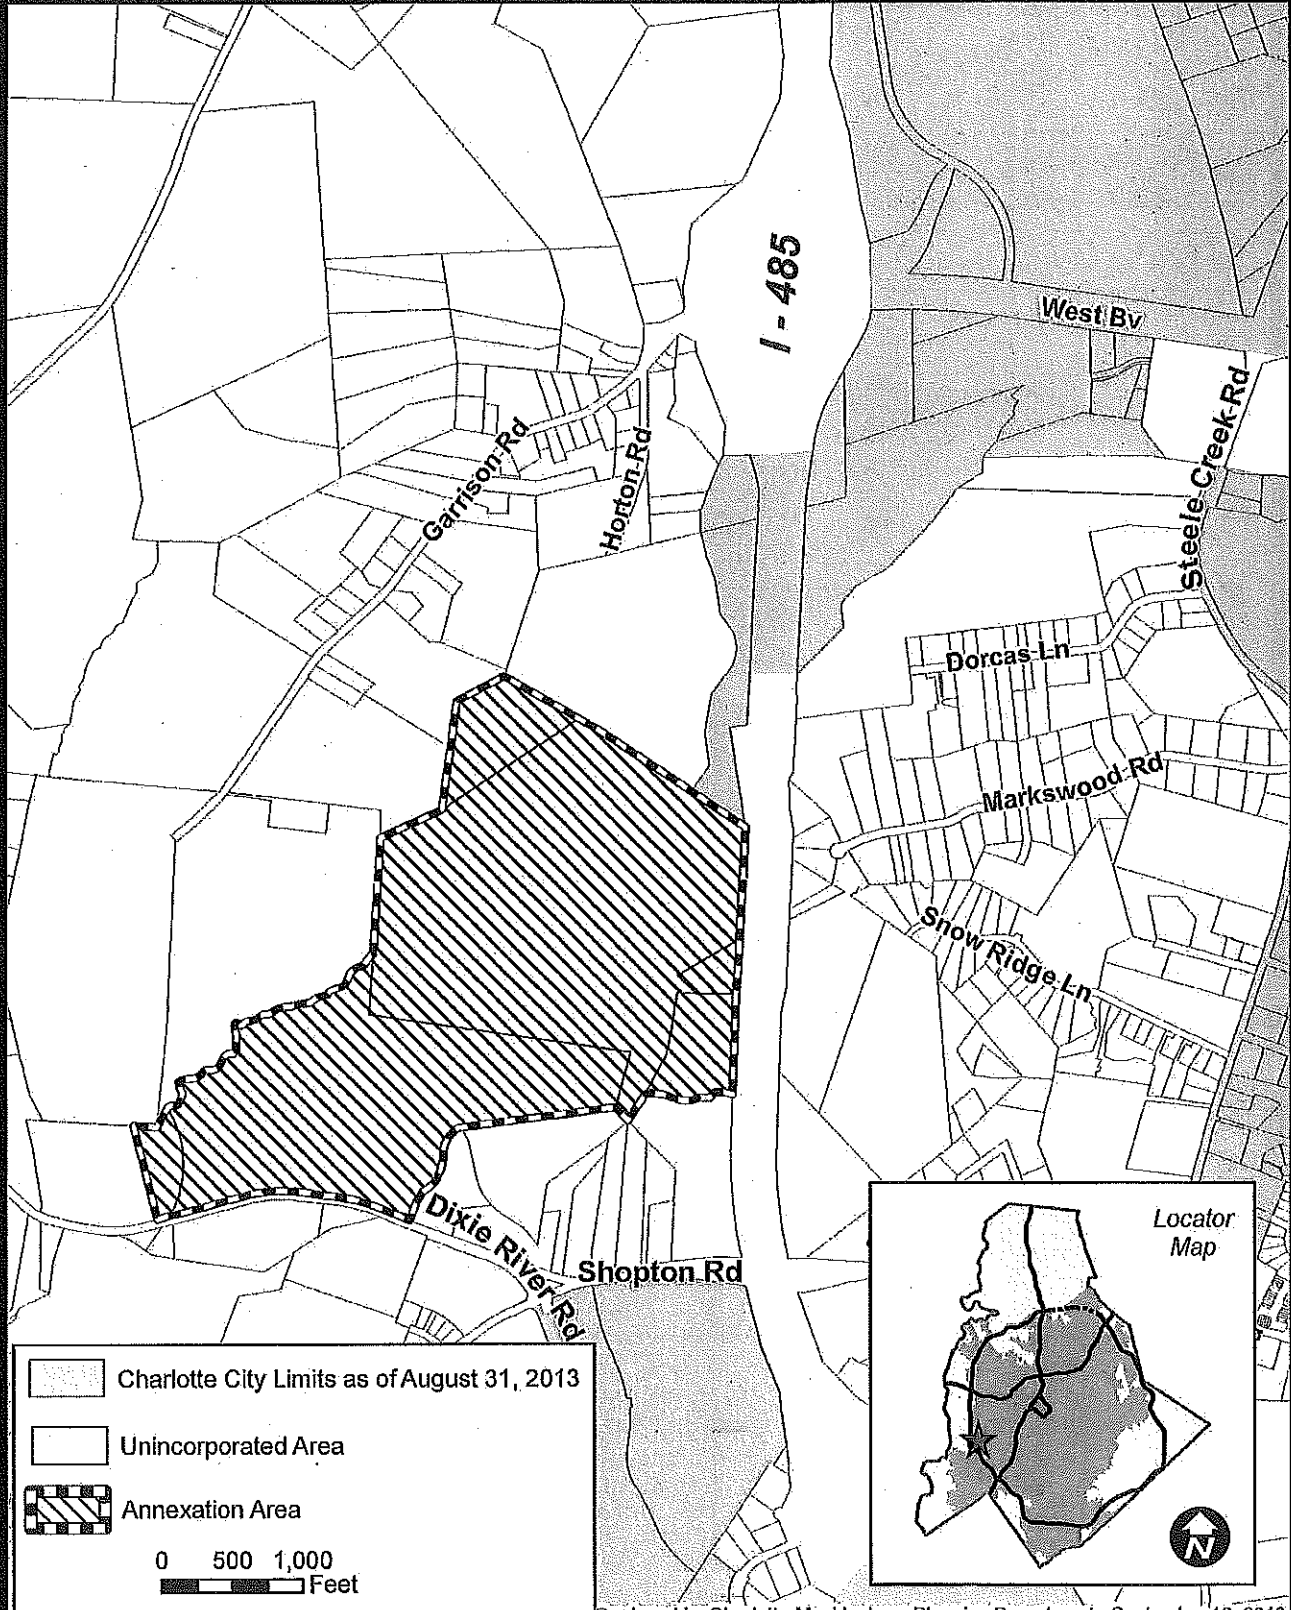 I - 485
West Bv
Steele Creek Rd
Garrison Rd
Horton Rd
Dorcas Ln
Markswood Rd
Snow Ridge Ln
Dixie River Rd
Shopton Rd
Locator
Map
N
Charlotte City Limits as of August 31, 2013
Unincorporated Area
Annexation Area
0 500 1,000
Feet